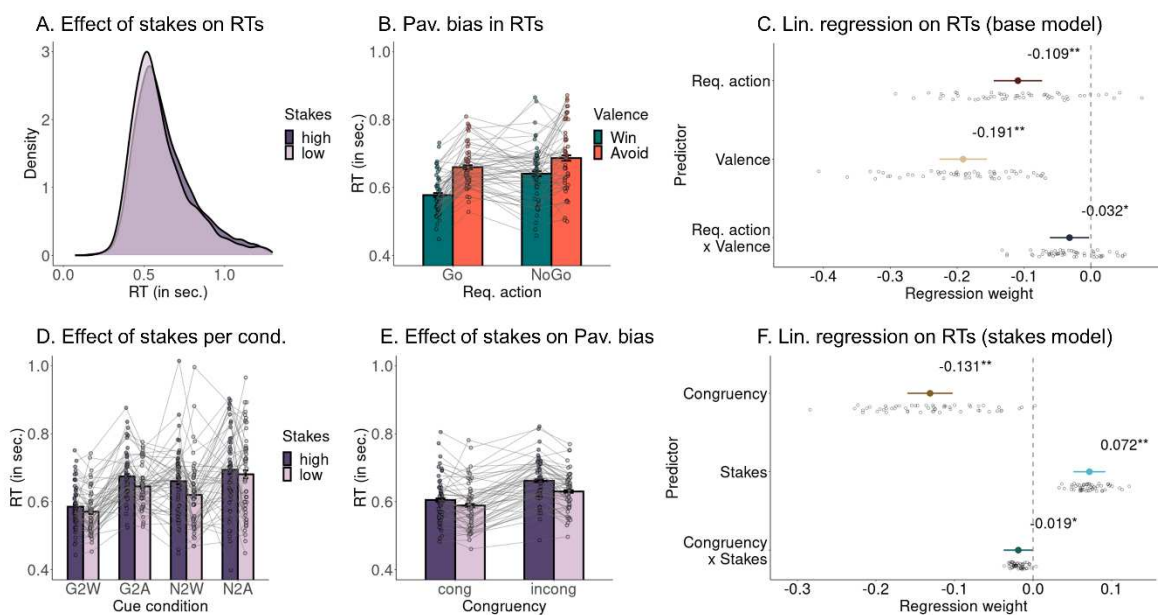 A. Effect of stakes on RTs
3
2
1
0
Density
0.0
0.5
1.0
RT (in sec.)
Stakes
high
low
B. Pav. bias in RTs
1.0
0.8
0.6
0.4
RT (in sec.)
Go
NoGo
Req. action
Valence
Win
Avoid
C. Lin. regression on RTs (base model)
Predictor
Req. action
Valence
Req. action
x Valence
-0.109**
-0.191**
-0.032*
-0.4
-0.3
-0.2
-0.1
0.0
Regression weight
D. Effect of stakes per cond.
1.0
0.8
0.6
0.4
RT (in sec.)
G2W
G2A
N2W
N2A
Cue condition
Stakes
high
low
E. Effect of stakes on Pav. bias
1.0
0.8
0.6
0.4
RT (in sec.)
cong
incong
Congruency
F. Lin. regression on RTs (stakes model)
Predictor
Congruency
Stakes
Congruency
x Stakes
-0.131**
0.072**
-0.019*
-0.3
-0.2
-0.1
0.0
0.1
Regression weight